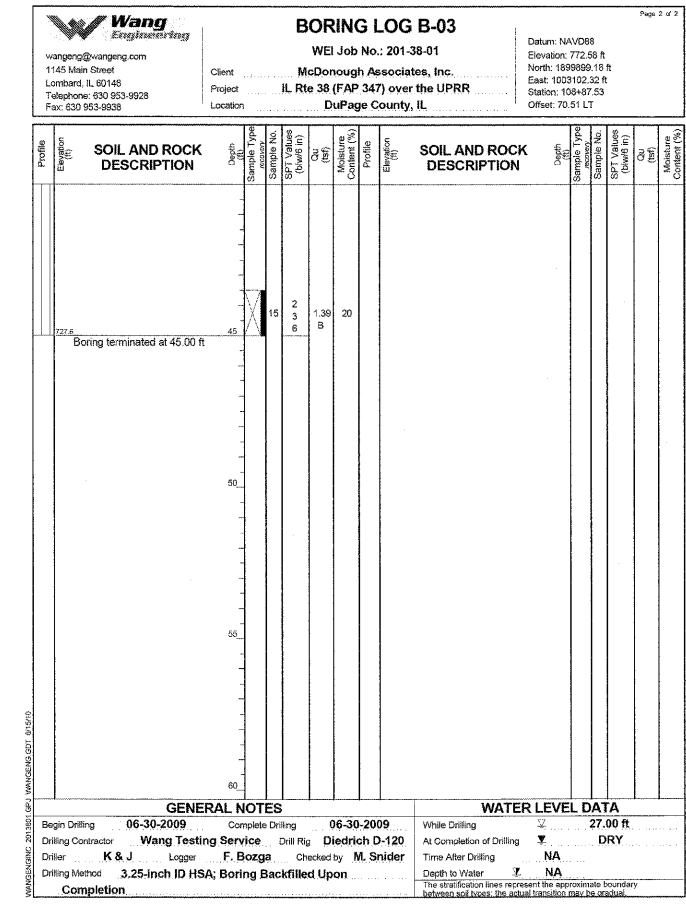 Page 2 of 2
Wang
Engineering
wangeng@wangeng.com
1145 Main Street
Lombard, IL 60148
Telephone: 630 953-9928
Fax: 630 953-9938
BORING LOG B-03
WEI Job No.: 201-38-01
Client McDonough Associates, Inc.
Project IL Rte 38 (FAP 347) over the UPRR
Location DuPage County, IL
Datum: NAVD88
Elevation: 772.58 ft
North: 1899899.18 ft
East: 1003102.32 ft
Station: 108+87.53
Offset: 70.51 LT
Profile Elevation (ft) SOIL AND ROCK DESCRIPTION Depth (ft) Sample Type recovery Sample No. SPT Values (blw/6 in) Qu (tsf) Moisture Content (%) Profile Elevation (ft) SOIL AND ROCK DESCRIPTION Depth (ft) Sample Type recovery Sample No. SPT Values (blw/6 in) Qu (tsf) Moisture Content (%)
2
15 3 1.39 20
6 B
727.6 45
Boring terminated at 45.00 ft
50
55
60
GENERAL NOTES
Begin Drilling 06-30-2009 Complete Drilling 06-30-2009
Drilling Contractor Wang Testing Service Drill Rig Diedrich D-120
Driller K & J Logger F. Bozga Checked by M. Snider
Drilling Method 3.25-inch ID HSA; Boring Backfilled Upon
Completion
WATER LEVEL DATA
While Drilling 27.00 ft
At Completion of Drilling DRY
Time After Drilling NA
Depth to Water NA
The stratification lines represent the approximate boundary
between soil types; the actual transition may be gradual.
WANGENGINC 2013801.GPJ WANGENG.GDT 6/15/10